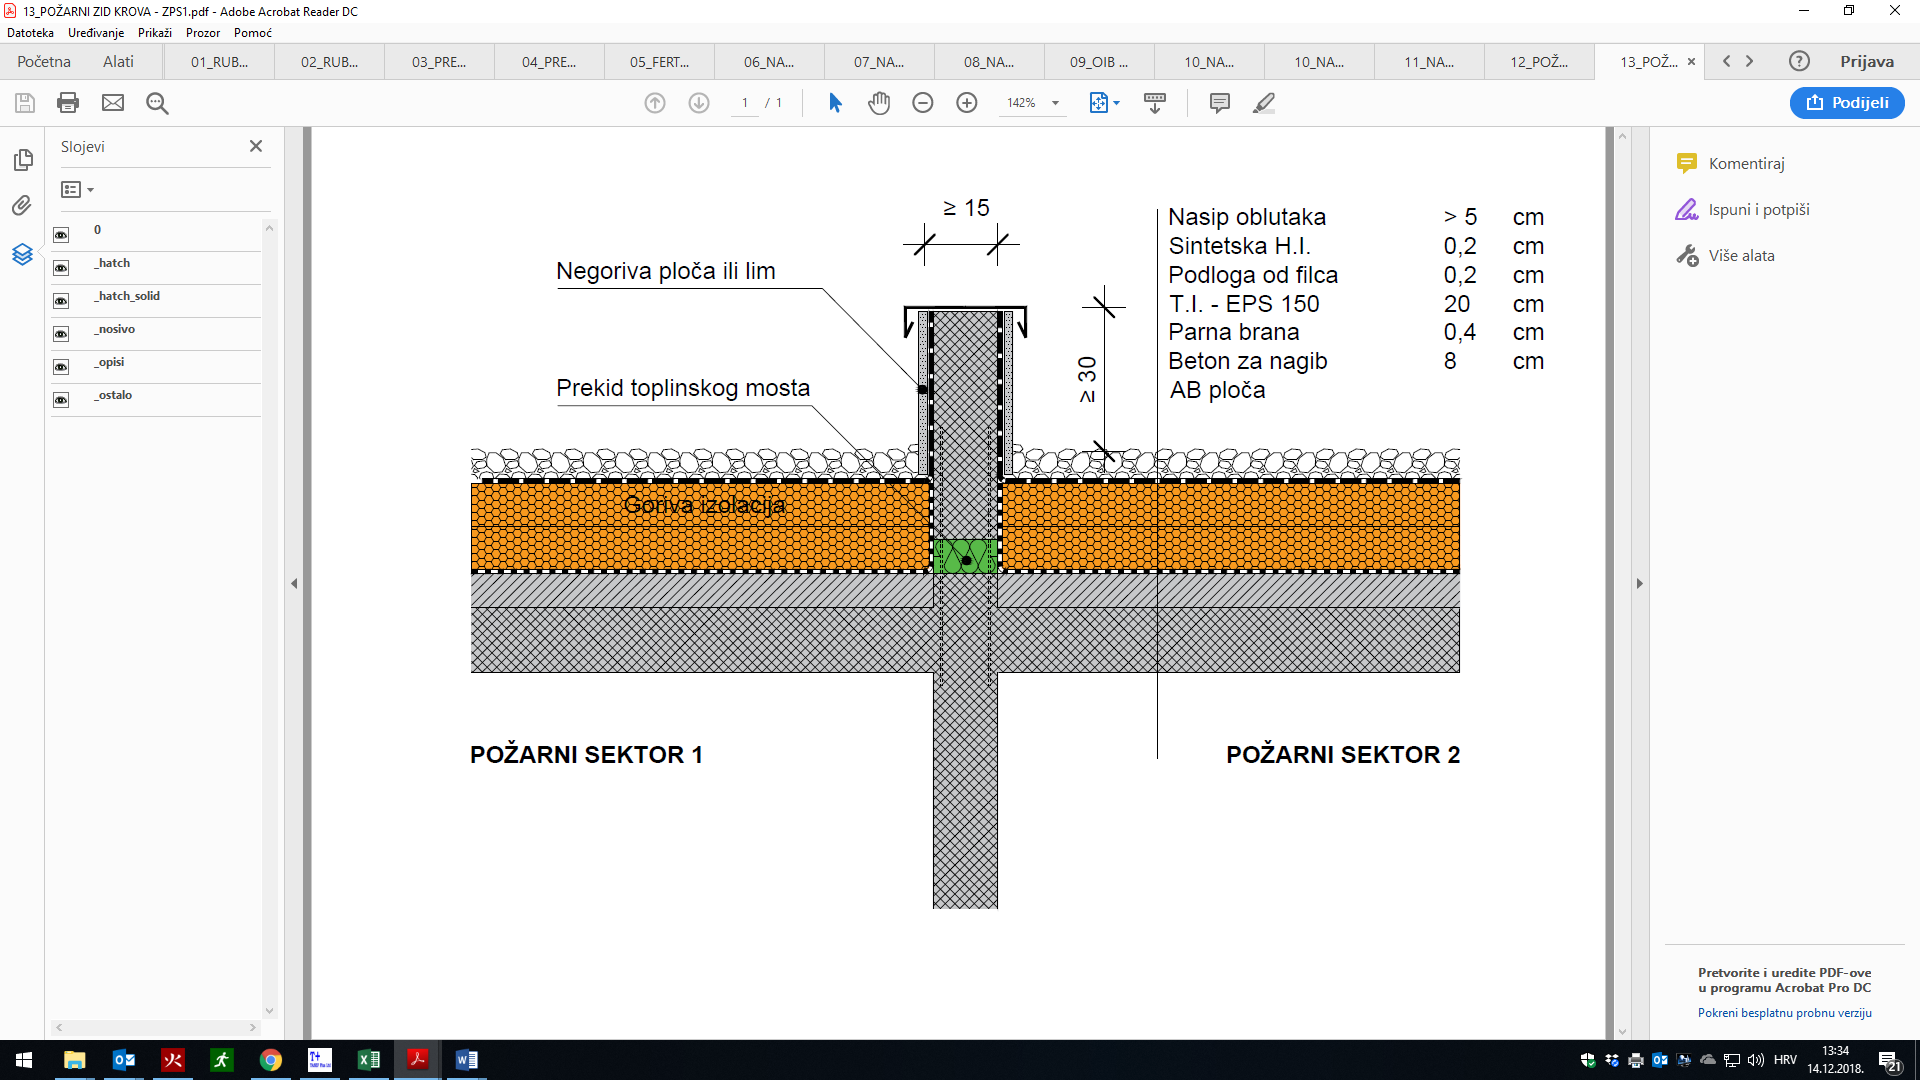 13_POŽARNI ZID KROVA - ZPS1.pdf - Adobe Acrobat Reader DC
Datoteka Uređivanje Prikaži Prozor Pomoć
Početna Alati 01_RUB... 02_RUB... 03_PRE... 04_PRE... 05_FERT... 06_NA... 07_NA... 08_NA... 09_OIB ... 10_NA... 10_NA... 11_NA... 12_POŽ... 13_POŽ... Prijava
1 / 1 142% Podijeli
Slojevi
0
_hatch
_hatch_solid
_nosivo
_opisi
_ostalo
≥ 15
Negoriva ploča ili lim
Prekid toplinskog mosta
≥ 30
Goriva izolacija
Nasip oblutaka > 5 cm
Sintetska H.I. 0,2 cm
Podloga od filca 0,2 cm
T.I. - EPS 150 20 cm
Parna brana 0,4 cm
Beton za nagib 8 cm
AB ploča
POŽARNI SEKTOR 1
POŽARNI SEKTOR 2
Komentiraj
Ispuni i potpiši
Više alata
Pretvorite i uredite PDF-ove
u programu Acrobat Pro DC
Pokreni besplatnu probnu verziju
HRV
13:34
14.12.2018.
21